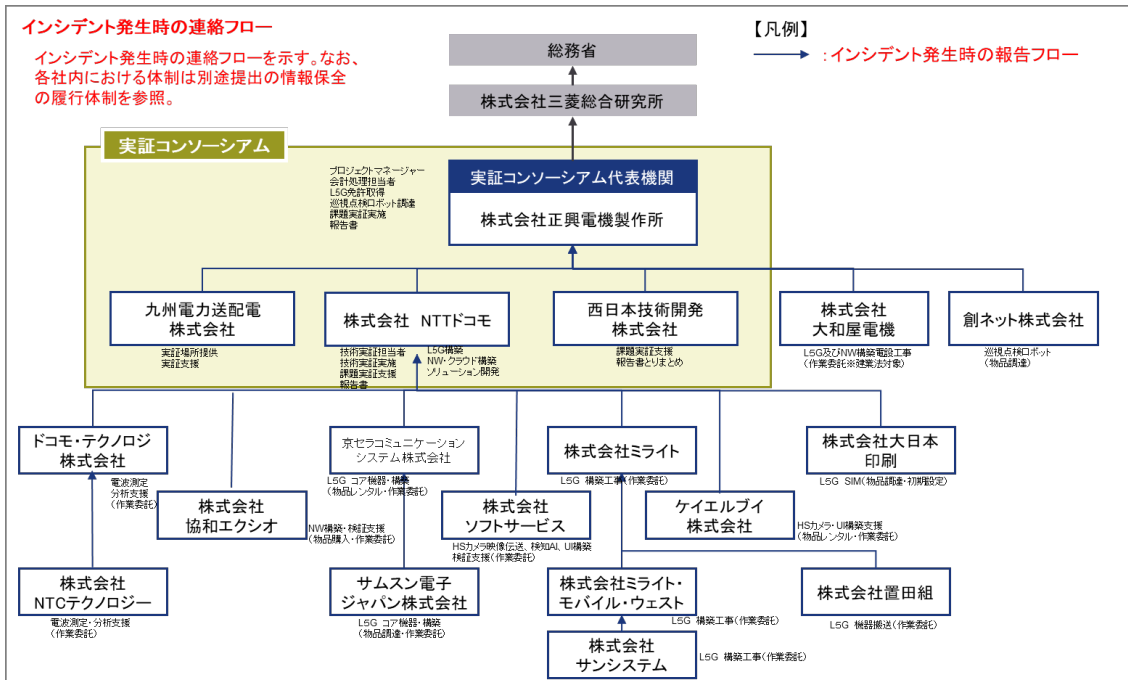 インシデント発生時の連絡フロー
インシデント発生時の連絡フローを示す。なお、
各社内における体制は別途提出の情報保全
の履行体制を参照。
【凡例】
：インシデント発生時の報告フロー
総務省
株式会社三菱総合研究所
実証コンソーシアム
プロジェクトマネージャー
会計処理担当者
L5G免許取得
巡視点検ロボット調達
課題実証実施
報告書
実証コンソーシアム代表機関
株式会社正興電機製作所
九州電力送配電
株式会社
実証場所提供
実証支援
株式会社　NTTドコモ
技術実証担当者
技術実証実施
課題実証支援
報告書
L5G構築
NW・クラウド構築
ソリューション開発
西日本技術開発
株式会社
課題実証支援
報告書とりまとめ
株式会社
大和屋電機
L5G及びNW構築電設工事
(作業委託※建業法対象)
創ネット株式会社
巡視点検ロボット
(物品調達)
ドコモ・テクノロジ
株式会社
電波測定
分析支援
(作業委託)
株式会社
協和エクシオ
NW構築・検証支援
(物品購入・作業委託)
京セラコミュニケーション
システム株式会社
L5G コア機器・構築
(物品レンタル・作業委託)
株式会社
ソフトサービス
HSカメラ映像伝送、検知AI、UI構築
検証支援(作業委託)
株式会社ミライト
L5G 構築工事(作業委託)
ケイエルブイ
株式会社
HSカメラ・UI構築支援
(物品レンタル・作業委託)
株式会社大日本
印刷
L5G SIM(物品調達・初期設定)
株式会社
NTCテクノロジー
電波測定・分析支援
(作業委託)
サムスン電子
ジャパン株式会社
L5G コア機器・構築
(物品調達・作業委託)
株式会社ミライト・
モバイル・ウェスト
L5G 構築工事(作業委託)
株式会社置田組
L5G 機器搬送(作業委託)
株式会社
サンシステム
L5G 構築工事(作業委託)